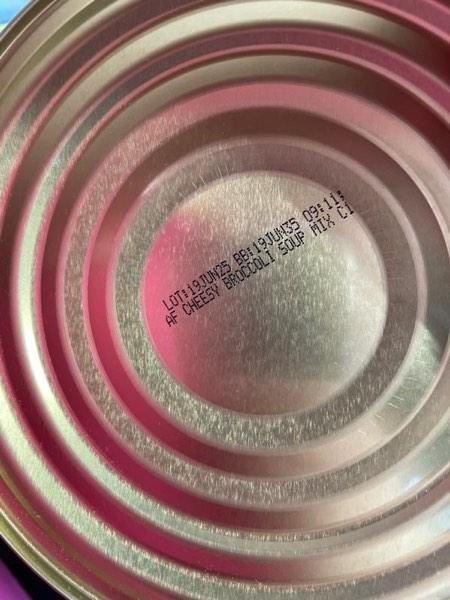 LOT:19JUN25 BB:19JUN35 09:11:
AF CHEESY BROCCOLI SOUP MIX C1